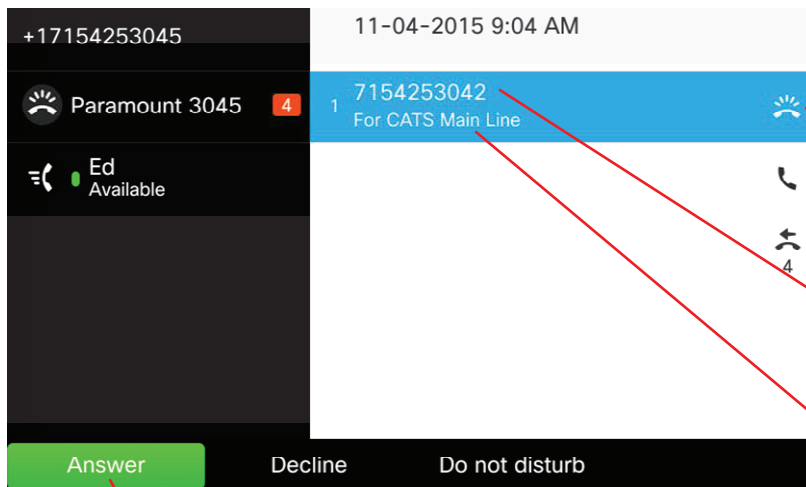 +17154253045
11-04-2015 9:04 AM
Paramount 3045
4
1
7154253042
For CATS Main Line
Ed
Available
4
Answer
Decline
Do not disturb